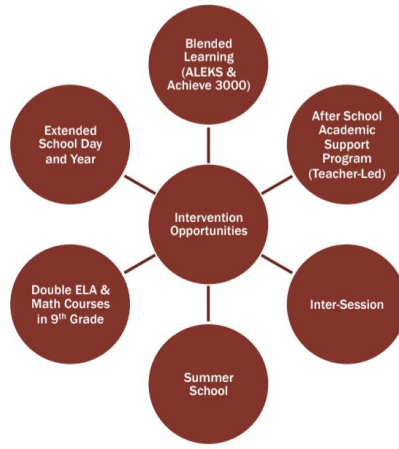 Blended
Learning
(ALEKS &
Achieve 3000)
Extended
School Day
and Year
After School
Academic
Support
Program
(Teacher-Led)
Intervention
Opportunities
Double ELA &
Math Courses
in 9th Grade
Inter-Session
Summer
School